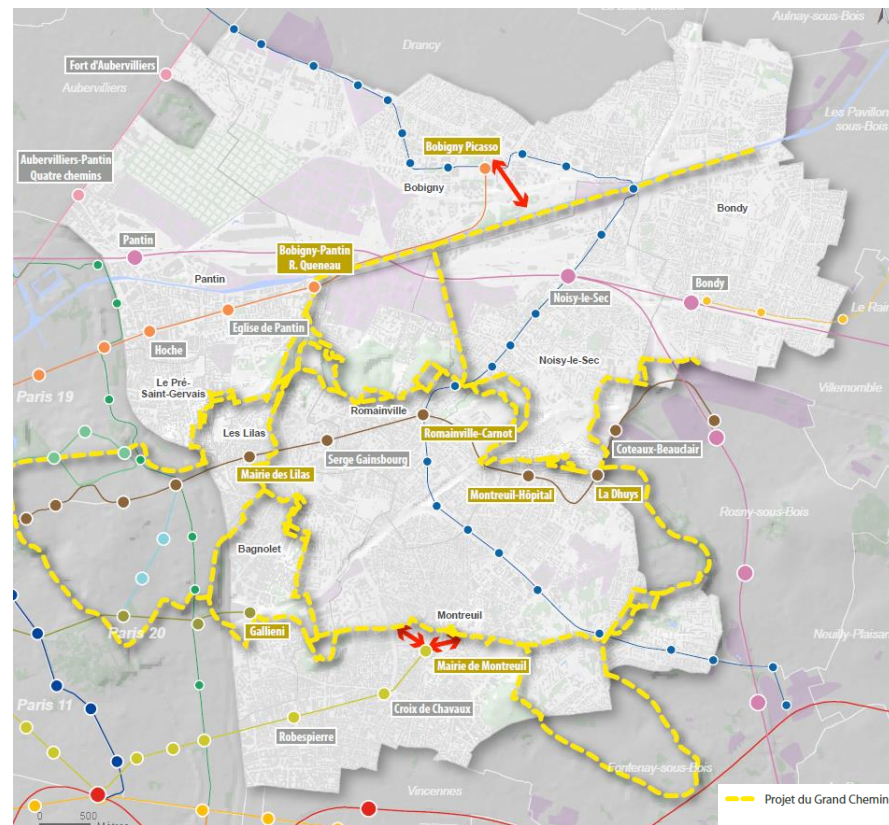 Aulnay-sous-Bois
Drancy
Fort d'Aubervilliers
Aubervilliers
Les Pavillon
sous-Bois
Bobigny Picasso
Aubervilliers-Pantin
Quatre chemins
Bobigny
Bondy
Pantin
Bobigny-Pantin
R. Queneau
Pantin
Noisy-le-Sec
Bondy
Le Rain
Eglise de Pantin
Hoche
Noisy-le-Sec
Le Pré-
Saint-Gervais
Villemomble
Paris 19
Romainville
Les Lilas
Romainville-Carnot
Coteaux-Beauclair
Serge Gainsbourg
Mairie des Lilas
Montreuil-Hôpital
La Dhuys
Rosny-sous-Bois
Bagnolet
Montreuil
Paris 20
Gallieni
Neuilly-Plaisan
Mairie de Montreuil
Paris 11
Croix de Chavaux
Robespierre
Fontenay-sous-Bois
Vincennes
Projet du Grand Chemin
0 500
Mètres